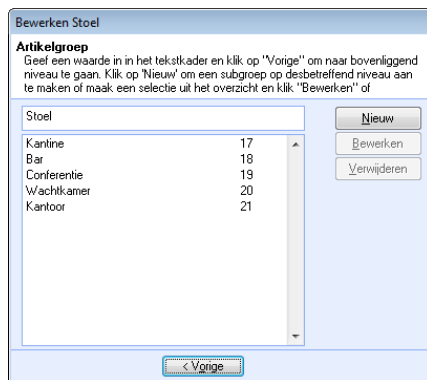 Bewerken Stoel
Artikelgroep
Geef een waarde in in het tekstkader en klik op "Vorige" om naar bovenliggend
niveau te gaan. Klik op 'Nieuw' om een subgroep op desbetreffend niveau aan
te maken of maak een selectie uit het overzicht en klik "Bewerken" of
Stoel
Nieuw
Kantine 17
Bewerken
Bar 18
Conferentie 19
Verwijderen
Wachtkamer 20
Kantoor 21
< Vorige